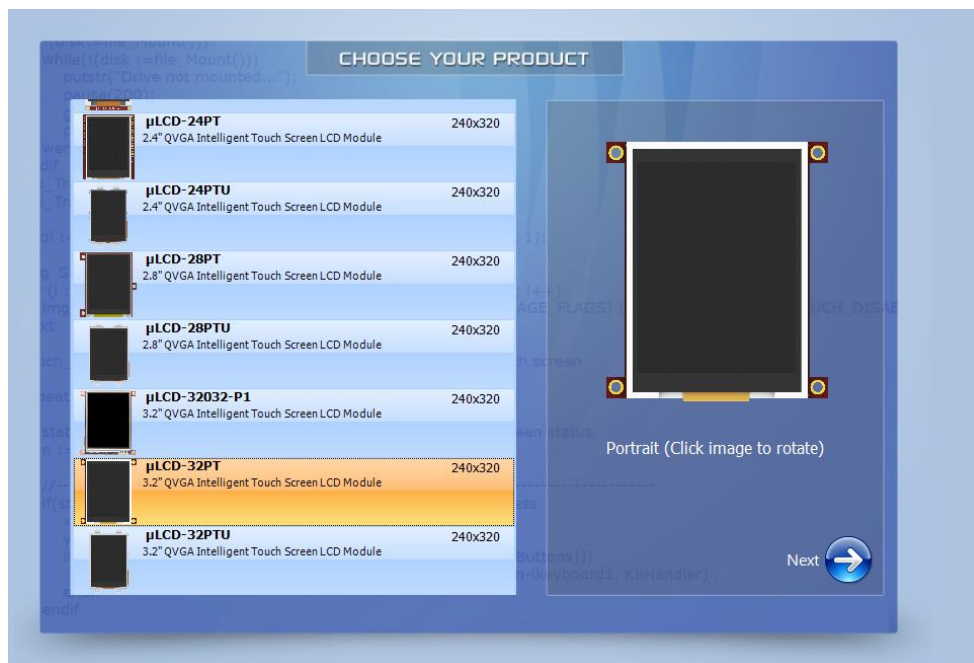 CHOOSE YOUR PRODUCT
while(!(disk :=file_Mount()))
putstr("Drive not mounted...");
pause(200);
µLCD-24PT 240x320
2.4" QVGA Intelligent Touch Screen LCD Module
µLCD-24PTU 240x320
2.4" QVGA Intelligent Touch Screen LCD Module
µLCD-28PT 240x320
2.8" QVGA Intelligent Touch Screen LCD Module
µLCD-28PTU 240x320
2.8" QVGA Intelligent Touch Screen LCD Module
µLCD-32032-P1 240x320
3.2" QVGA Intelligent Touch Screen LCD Module
µLCD-32PT 240x320
3.2" QVGA Intelligent Touch Screen LCD Module
µLCD-32PTU 240x320
3.2" QVGA Intelligent Touch Screen LCD Module
endif
Portrait (Click image to rotate)
Next